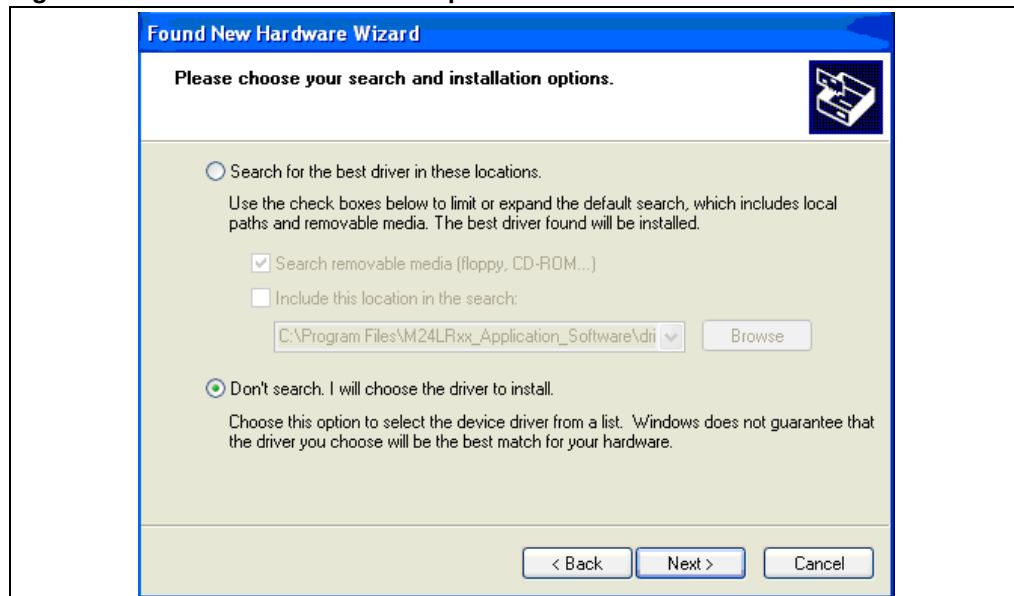 Found New Hardware Wizard
Please choose your search and installation options.
Search for the best driver in these locations.
Use the check boxes below to limit or expand the default search, which includes local
paths and removable media. The best driver found will be installed.
Search removable media (floppy, CD-ROM...)
Include this location in the search:
C:\Program Files\M24LRxx_Application_Software\dri
Browse
Don't search. I will choose the driver to install.
Choose this option to select the device driver from a list. Windows does not guarantee that
the driver you choose will be the best match for your hardware.
< Back Next > Cancel